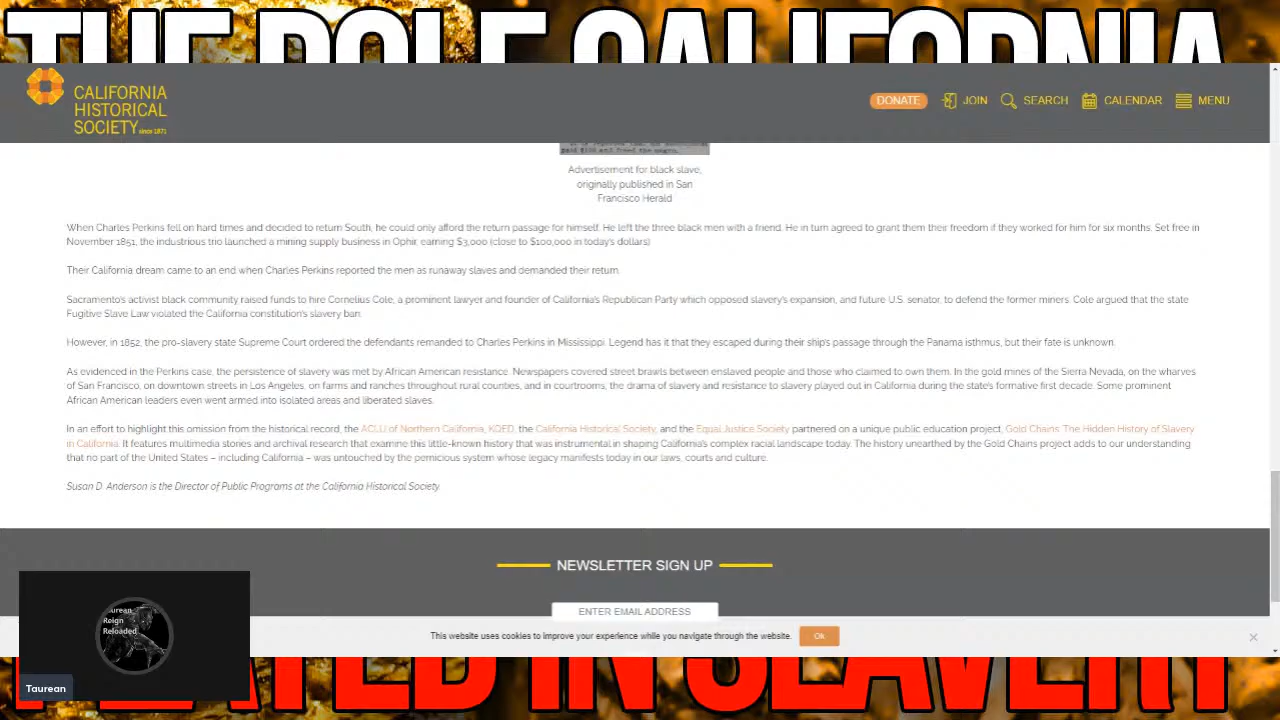 THE ROLE CALIFORNIA
CALIFORNIA
HISTORICAL
SOCIETY since 1871
DONATE JOIN SEARCH CALENDAR MENU
paid $100 and freed the negro.
Advertisement for black slave,
originally published in San
Francisco Herald
When Charles Perkins fell on hard times and decided to return South, he could only afford the return passage for himself. He left the three black men with a friend. He in turn agreed to grant them their freedom if they worked for him for six months. Set free in
November 1851, the industrious trio launched a mining supply business in Ophir, earning $3,000 (close to $100,000 in today's dollars)
Their California dream came to an end when Charles Perkins reported the men as runaway slaves and demanded their return.
Sacramento's activist black community raised funds to hire Cornelius Cole, a prominent lawyer and founder of California's Republican Party which opposed slavery's expansion, and future U.S. senator, to defend the former miners. Cole argued that the state
Fugitive Slave Law violated the California constitution's slavery ban.
However, in 1852, the pro-slavery state Supreme Court ordered the defendants remanded to Charles Perkins in Mississippi. Legend has it that they escaped during their ship's passage through the Panama isthmus, but their fate is unknown.
As evidenced in the Perkins case, the persistence of slavery was met by African American resistance. Newspapers covered street brawls between enslaved people and those who claimed to own them. In the gold mines of the Sierra Nevada, on the wharves
of San Francisco, on downtown streets in Los Angeles, on farms and ranches throughout rural counties, and in courtrooms, the drama of slavery and resistance to slavery played out in California during the state's formative first decade. Some prominent
African American leaders even went armed into isolated areas and liberated slaves.
In an effort to highlight this omission from the historical record, the ACLU of Northern California, KQED, the California Historical Society, and the Equal Justice Society partnered on a unique public education project, Gold Chains: The Hidden History of Slavery
in California. It features multimedia stories and archival research that examine this little-known history that was instrumental in shaping California's complex racial landscape today. The history unearthed by the Gold Chains project adds to our understanding
that no part of the United States – including California – was untouched by the pernicious system whose legacy manifests today in our laws, courts and culture.
Susan D. Anderson is the Director of Public Programs at the California Historical Society.
NEWSLETTER SIGN UP
ENTER EMAIL ADDRESS
This website uses cookies to improve your experience while you navigate through the website. Ok
Taurean
Reign
Reloaded
Taurean
PLAYED IN SLAVERY